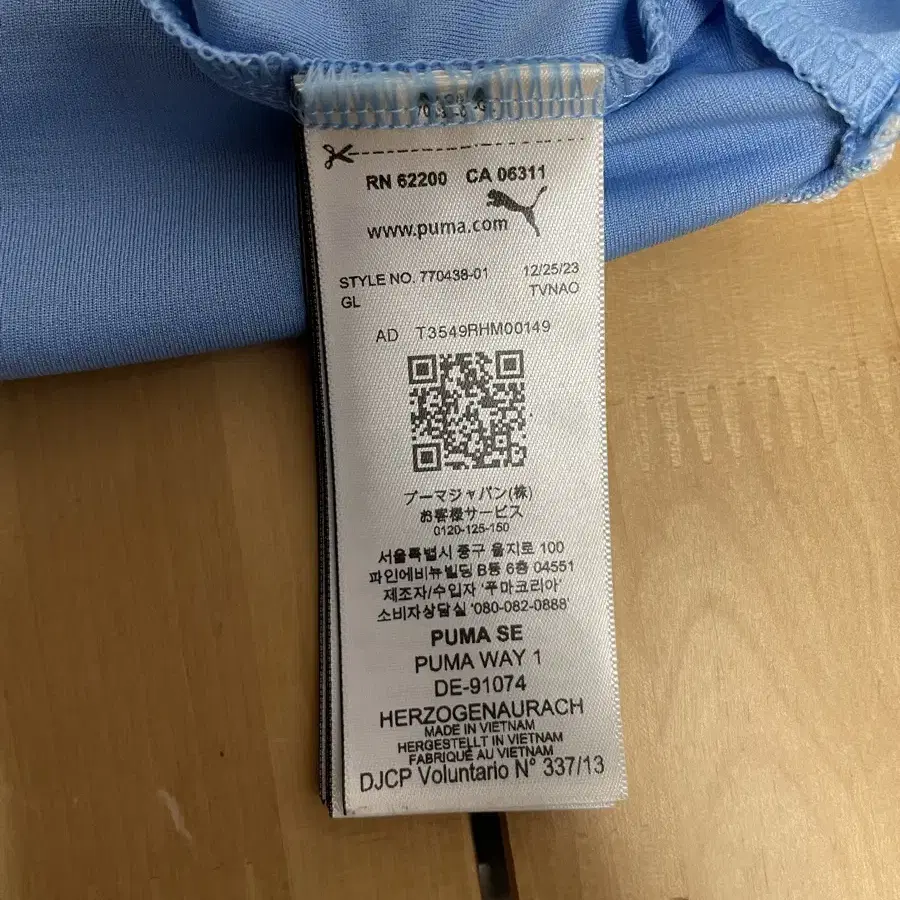 RN 62200 CA 06311
www.puma.com
STYLE NO. 770438-01 12/25/23
GL TVNAO
AD T3549RHM00149
プーマジャパン(株)
お客様サービス
0120-125-150
서울특별시 중구 을지로 100
파인에비뉴빌딩 B동 6층 04551
제조자/수입자 '푸마코리아'
소비자상담실 '080-082-0888'
PUMA SE
PUMA WAY 1
DE-91074
HERZOGENAURACH
MADE IN VIETNAM
HERGESTELLT IN VIETNAM
FABRIQUÉ AU VIETNAM
DJCP Voluntario N° 337/13